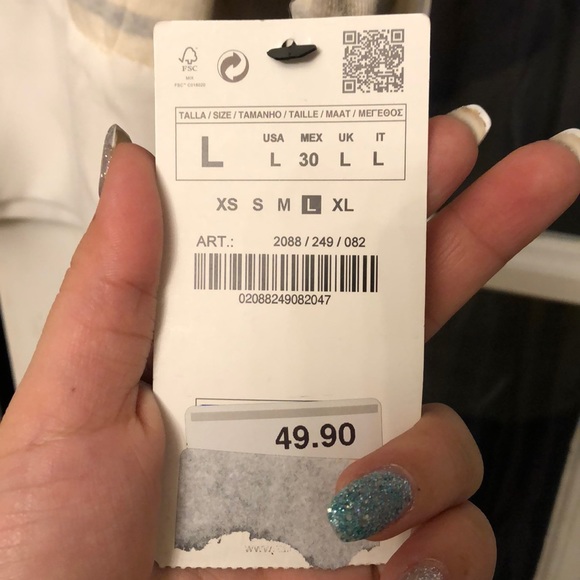 FSC
TALLA / SIZE / TAMANHO / TAILLE / MAAT / ΜΕΓΕΘΟΣ
L
USA MEX UK IT
L 30 L L
XS S M L XL
ART.: 2088 / 249 / 082
02088249082047
49.90